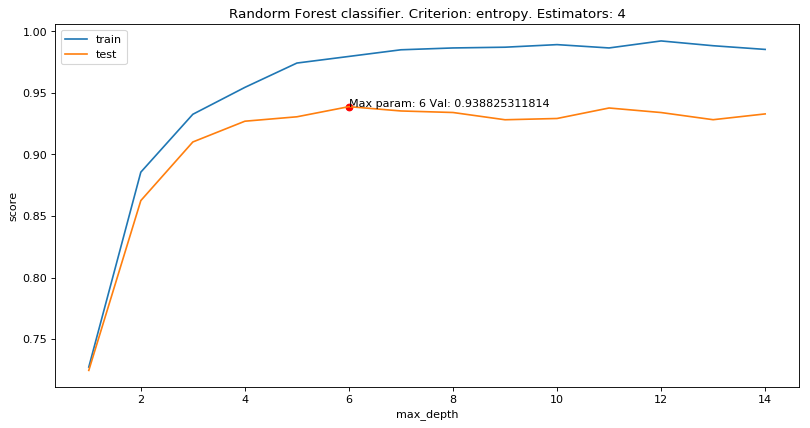 Randorm Forest classifier. Criterion: entropy. Estimators: 4
train
test
1.00
0.95
0.90
0.85
0.80
0.75
score
Max param: 6 Val: 0.938825311814
2 4 6 8 10 12 14
max_depth